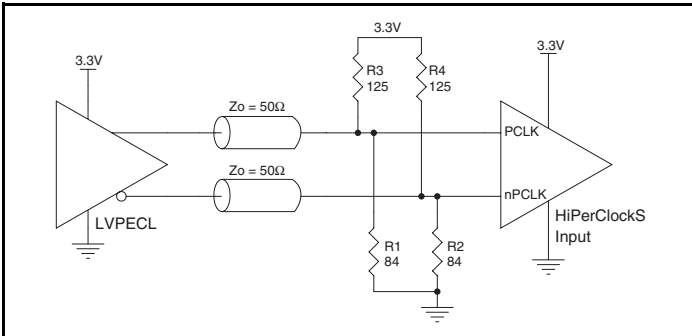 3.3V
3.3V
3.3V
R3
125
R4
125
Zo = 50Ω
PCLK
Zo = 50Ω
nPCLK
LVPECL
HiPerClockS
Input
R1
84
R2
84